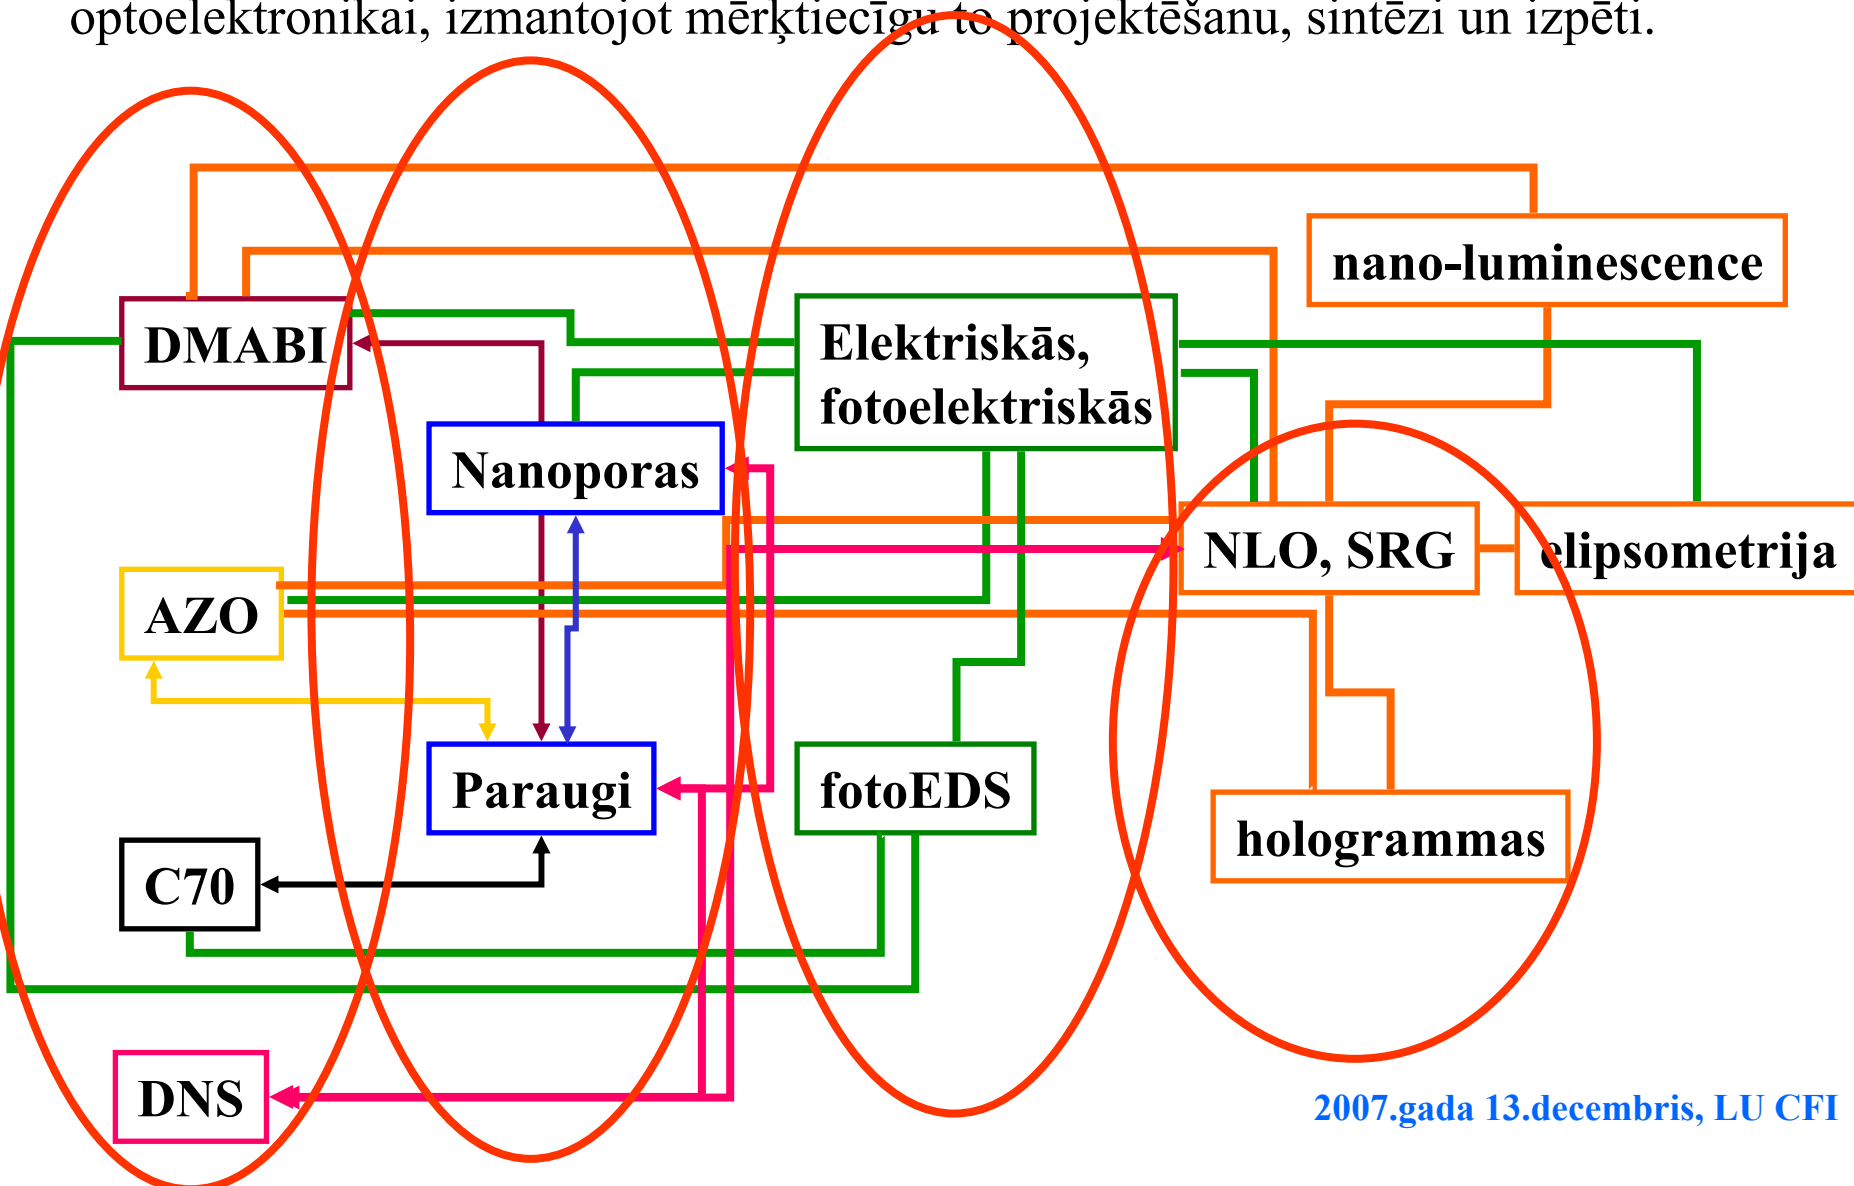 optoelektronikai, izmantojot mērķtiecīgu to projektēšanu, sintēzi un izpēti.
nano-luminescence
DMABI
Elektriskās,
fotoelektriskās
Nanoporas
NLO, SRG
elipsometrija
AZO
Paraugi
fotoEDS
hologrammas
C70
DNS
2007.gada 13.decembris, LU CFI